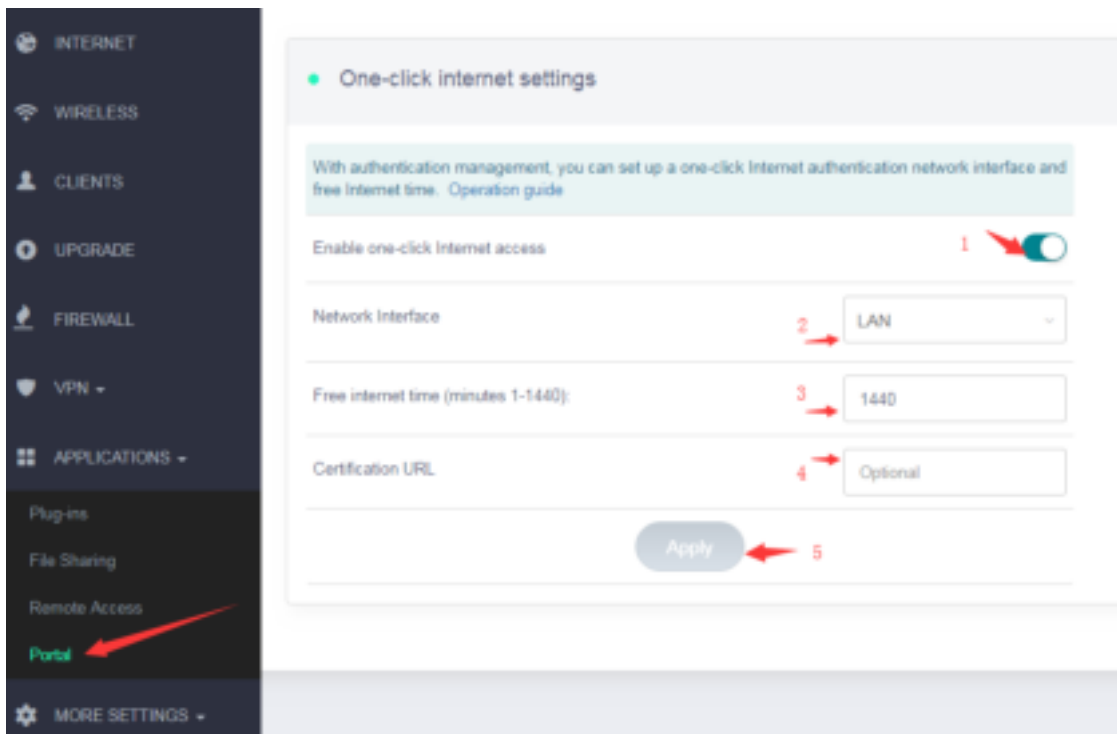 INTERNET
WIRELESS
CLIENTS
UPGRADE
FIREWALL
VPN
APPLICATIONS
Plug-ins
File Sharing
Remote Access
Portal
MORE SETTINGS
One-click internet settings
With authentication management, you can set up a one-click Internet authentication network interface and
free Internet time. Operation guide
Enable one-click Internet access
1
Network Interface
2
LAN
Free internet time (minutes 1-1440):
3
1440
Certification URL
4
Optional
Apply
5